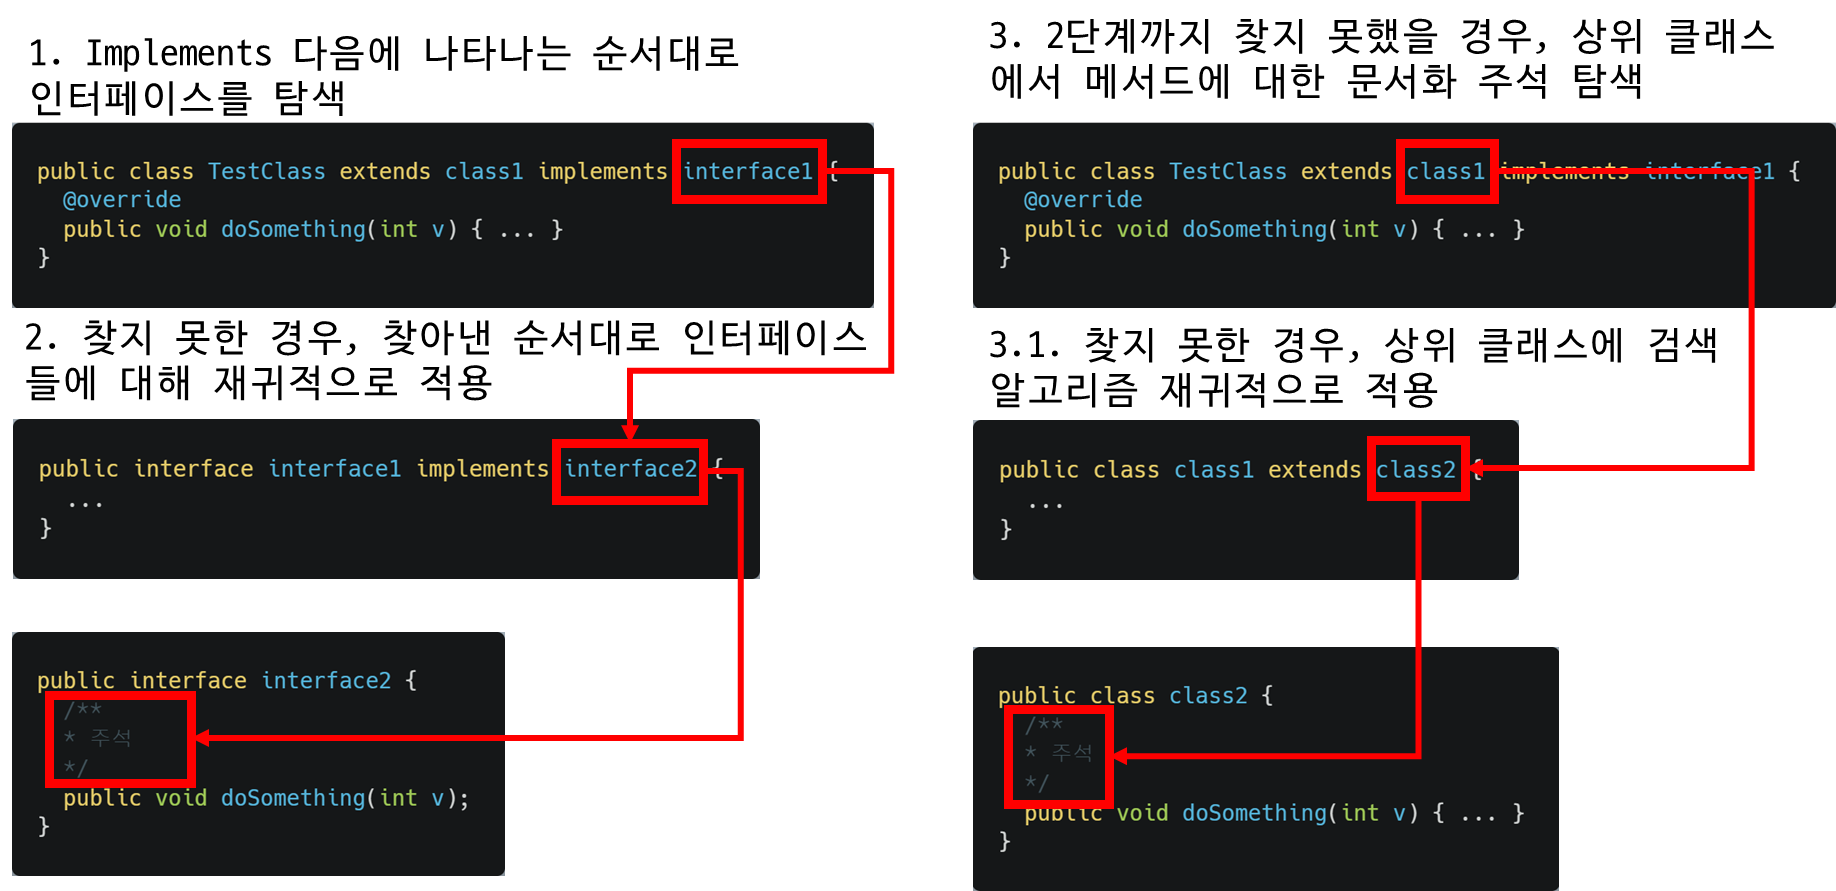 1. Implements 다음에 나타나는 순서대로
인터페이스를 탐색
public class TestClass extends class1 implements interface1 {
@override
public void doSomething(int v) { ... }
}
2. 찾지 못한 경우, 찾아낸 순서대로 인터페이스
들에 대해 재귀적으로 적용
public interface interface1 implements interface2 {
...
}
public interface interface2 {
/**
* 주석
*/
public void doSomething(int v);
}
3. 2단계까지 찾지 못했을 경우, 상위 클래스
에서 메서드에 대한 문서화 주석 탐색
public class TestClass extends class1 implements interface1 {
@override
public void doSomething(int v) { ... }
}
3.1. 찾지 못한 경우, 상위 클래스에 검색
알고리즘 재귀적으로 적용
public class class1 extends class2 {
...
}
public class class2 {
/**
* 주석
*/
public void doSomething(int v) { ... }
}